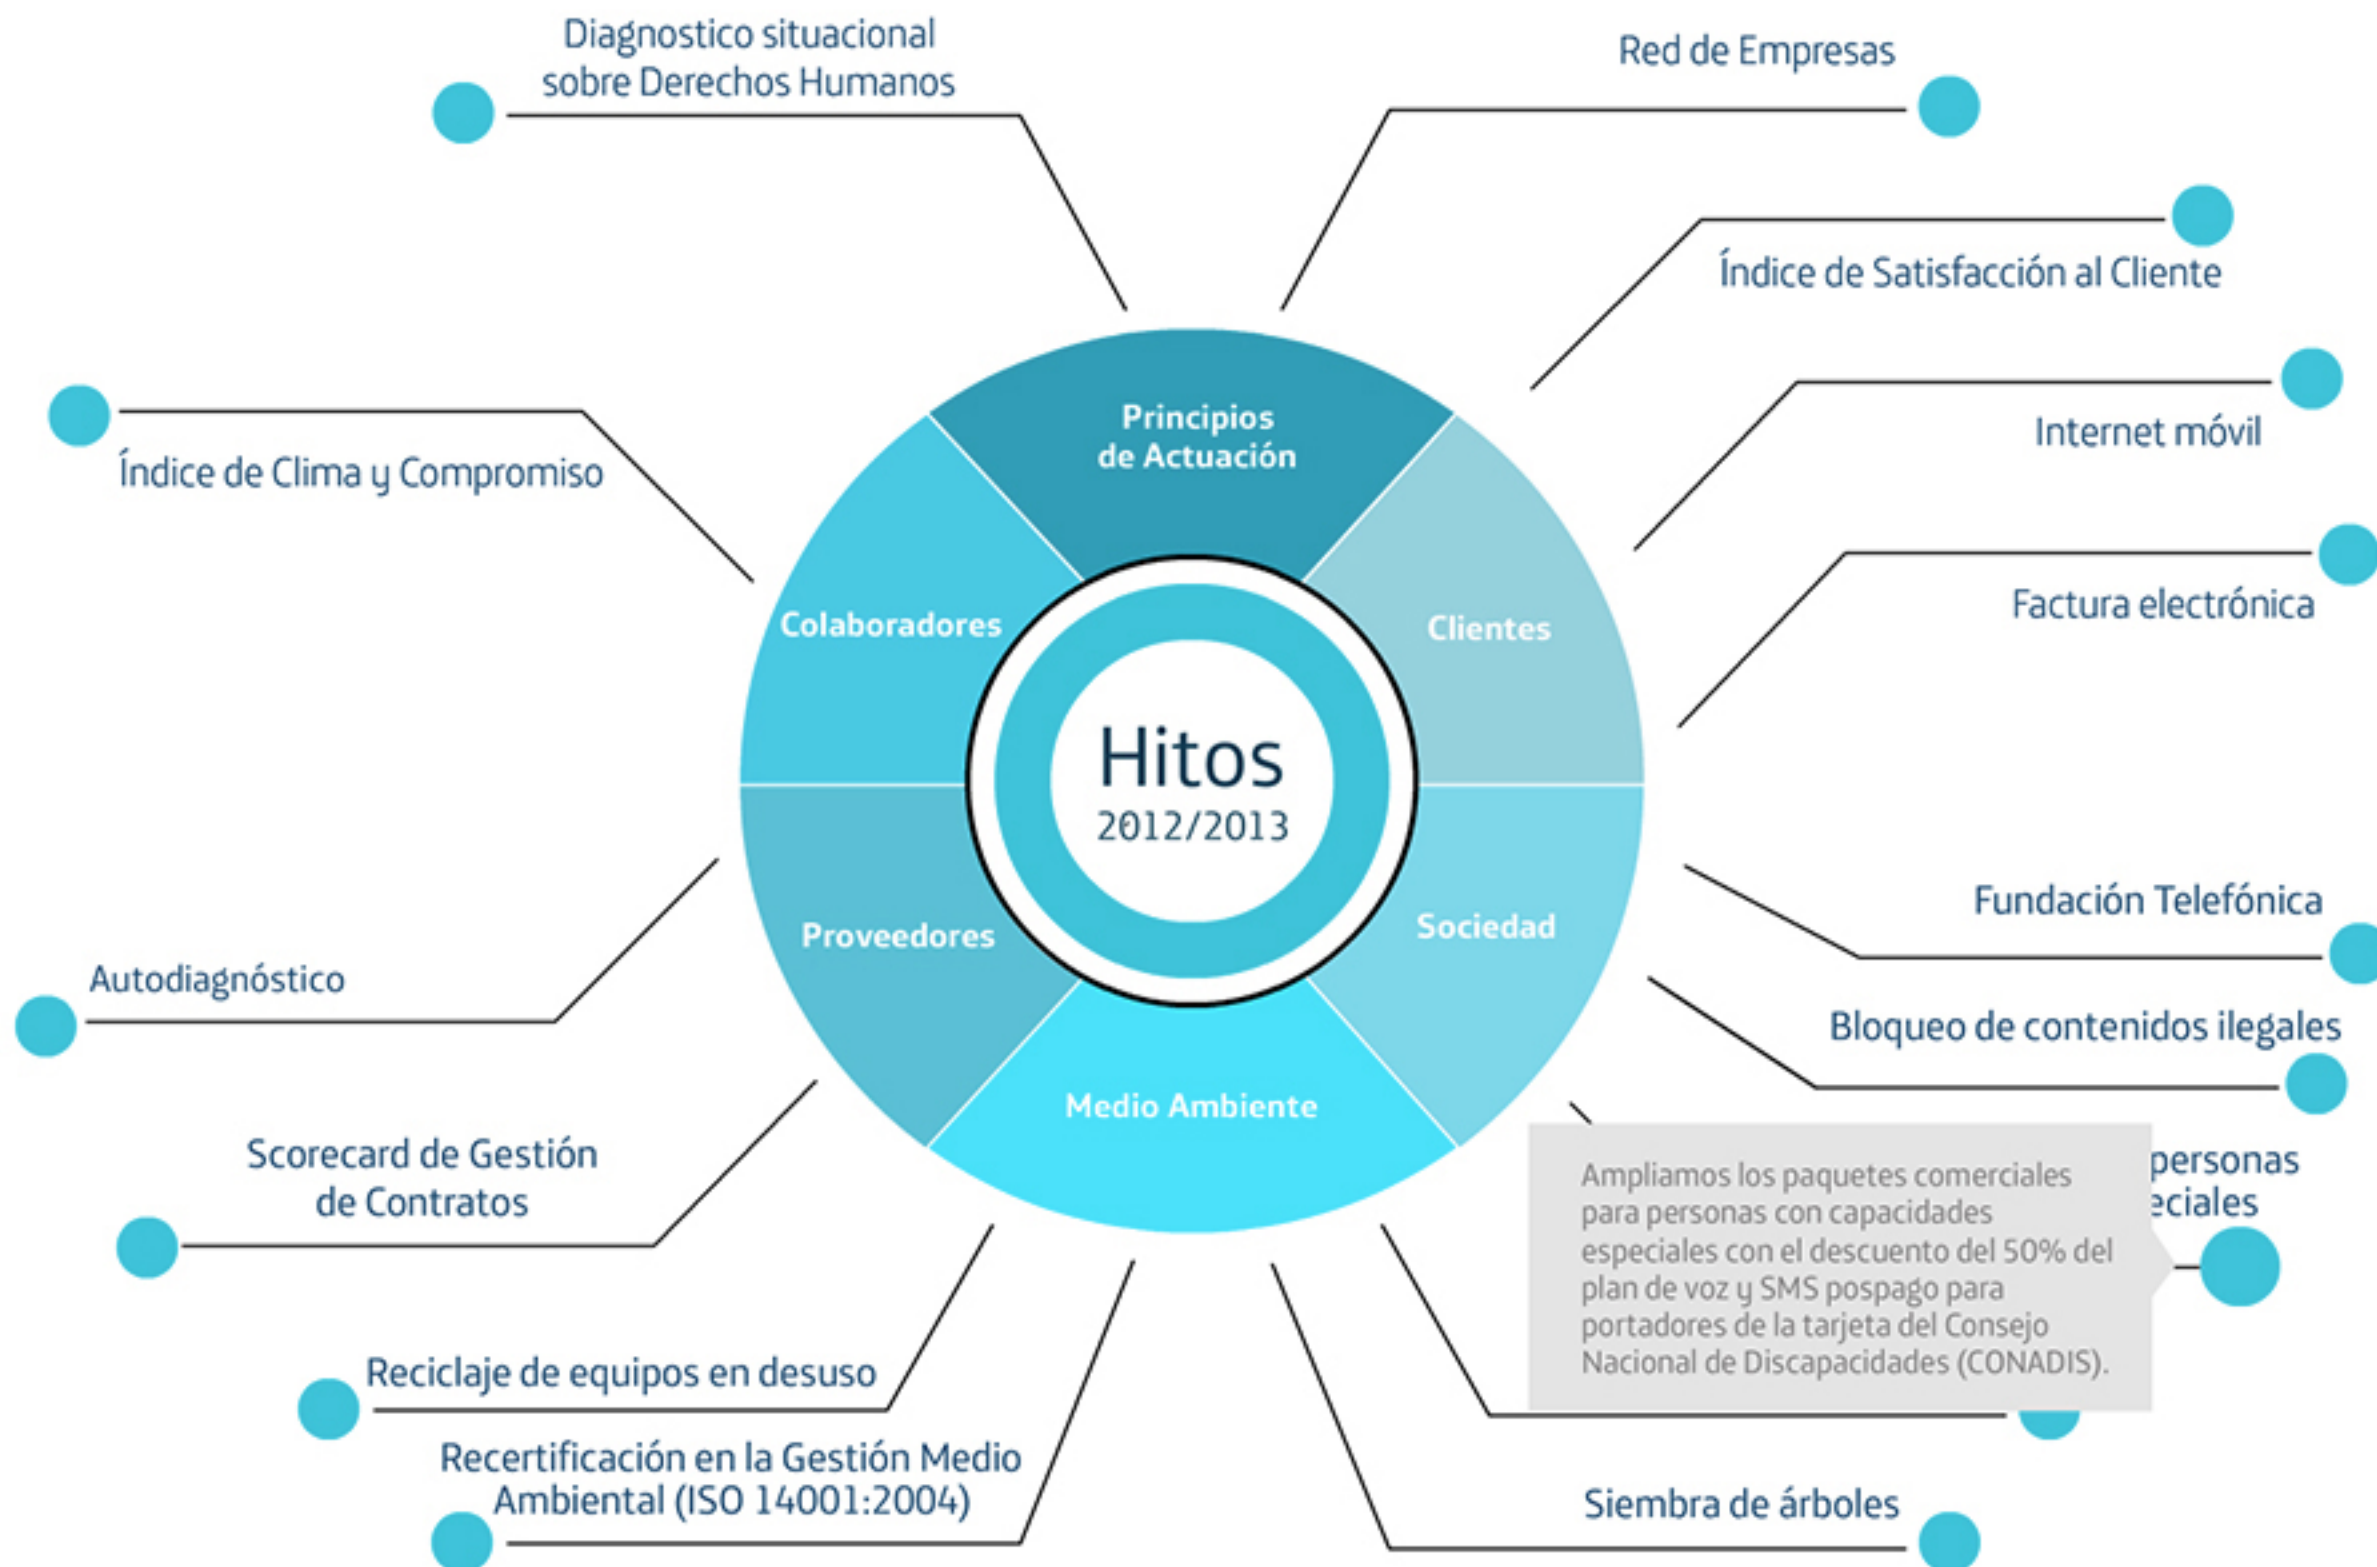 Diagnostico situacional
sobre Derechos Humanos
Red de Empresas
Índice de Satisfacción al Cliente
Internet móvil
Factura electrónica
Índice de Clima y Compromiso
Principios
de Actuación
Colaboradores
Clientes
Hitos
2012/2013
Proveedores
Sociedad
Medio Ambiente
Fundación Telefónica
Bloqueo de contenidos ilegales
personas
eciales
Autodiagnóstico
Scorecard de Gestión
de Contratos
Ampliamos los paquetes comerciales
para personas con capacidades
especiales con el descuento del 50% del
plan de voz y SMS pospago para
portadores de la tarjeta del Consejo
Nacional de Discapacidades (CONADIS).
Reciclaje de equipos en desuso
Recertificación en la Gestión Medio
Ambiental (ISO 14001:2004)
Siembra de árboles